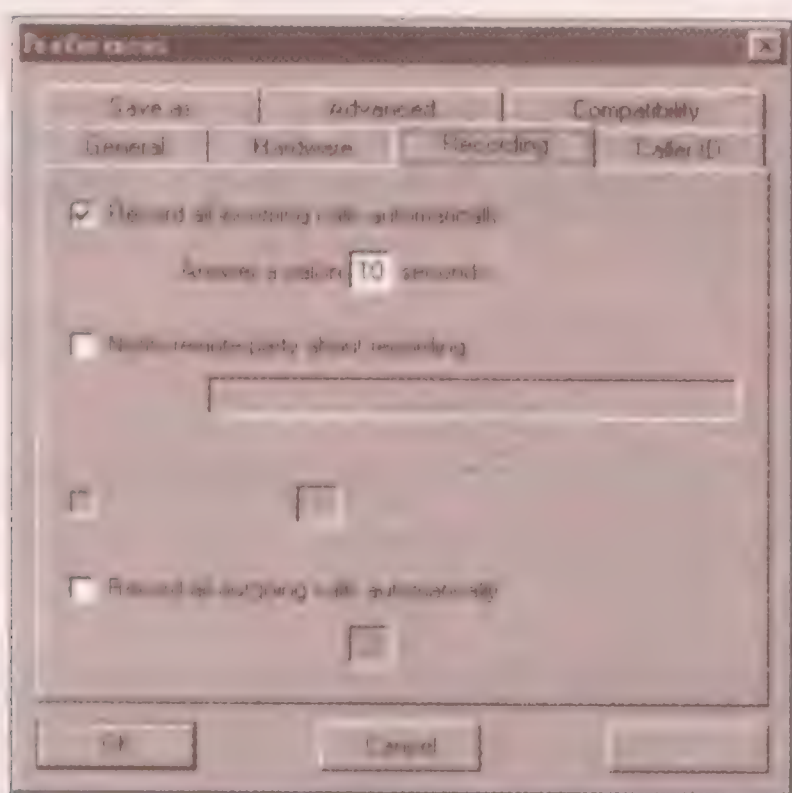 Preferences
Save as Advanced Compatibility
General Hardware Recording Caller ID
Record all incoming calls automatically
Answer a call in 10 seconds
Notify remote party about recording
Record all outgoing calls automatically
OK Cancel